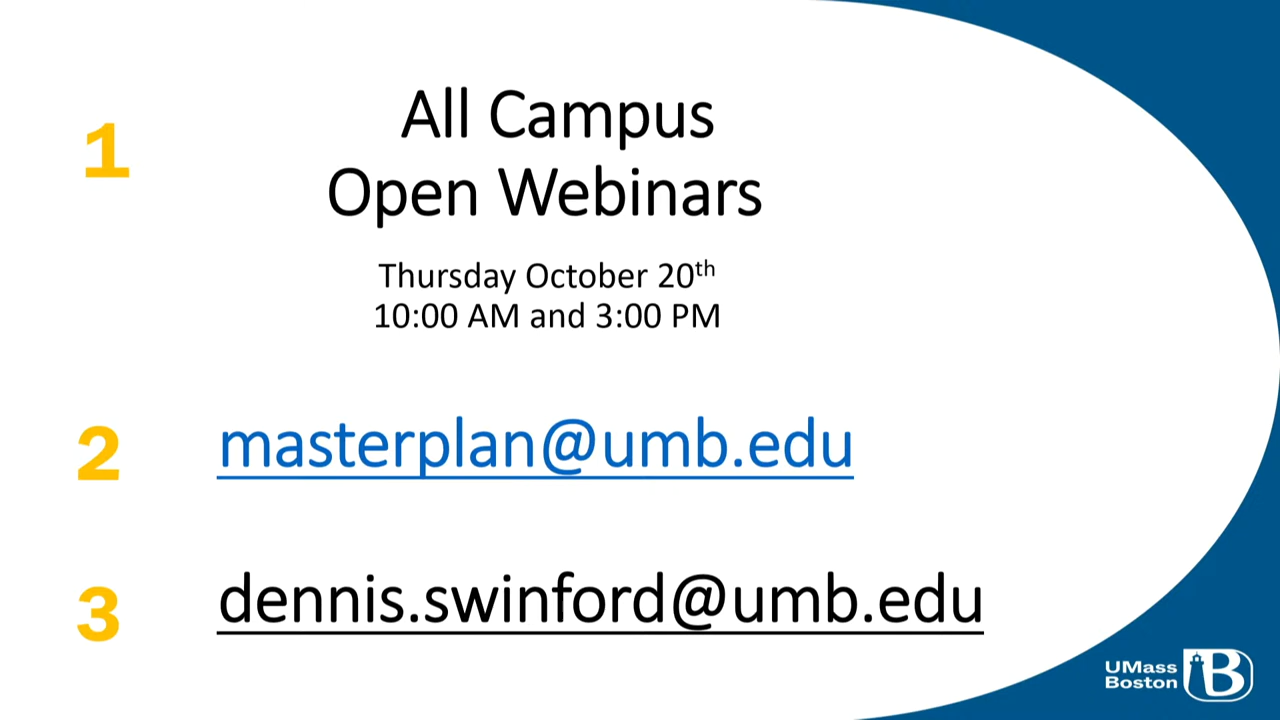 1
All Campus
Open Webinars
Thursday October 20th
10:00 AM and 3:00 PM
2
masterplan@umb.edu
3
dennis.swinford@umb.edu
UMass
Boston
B